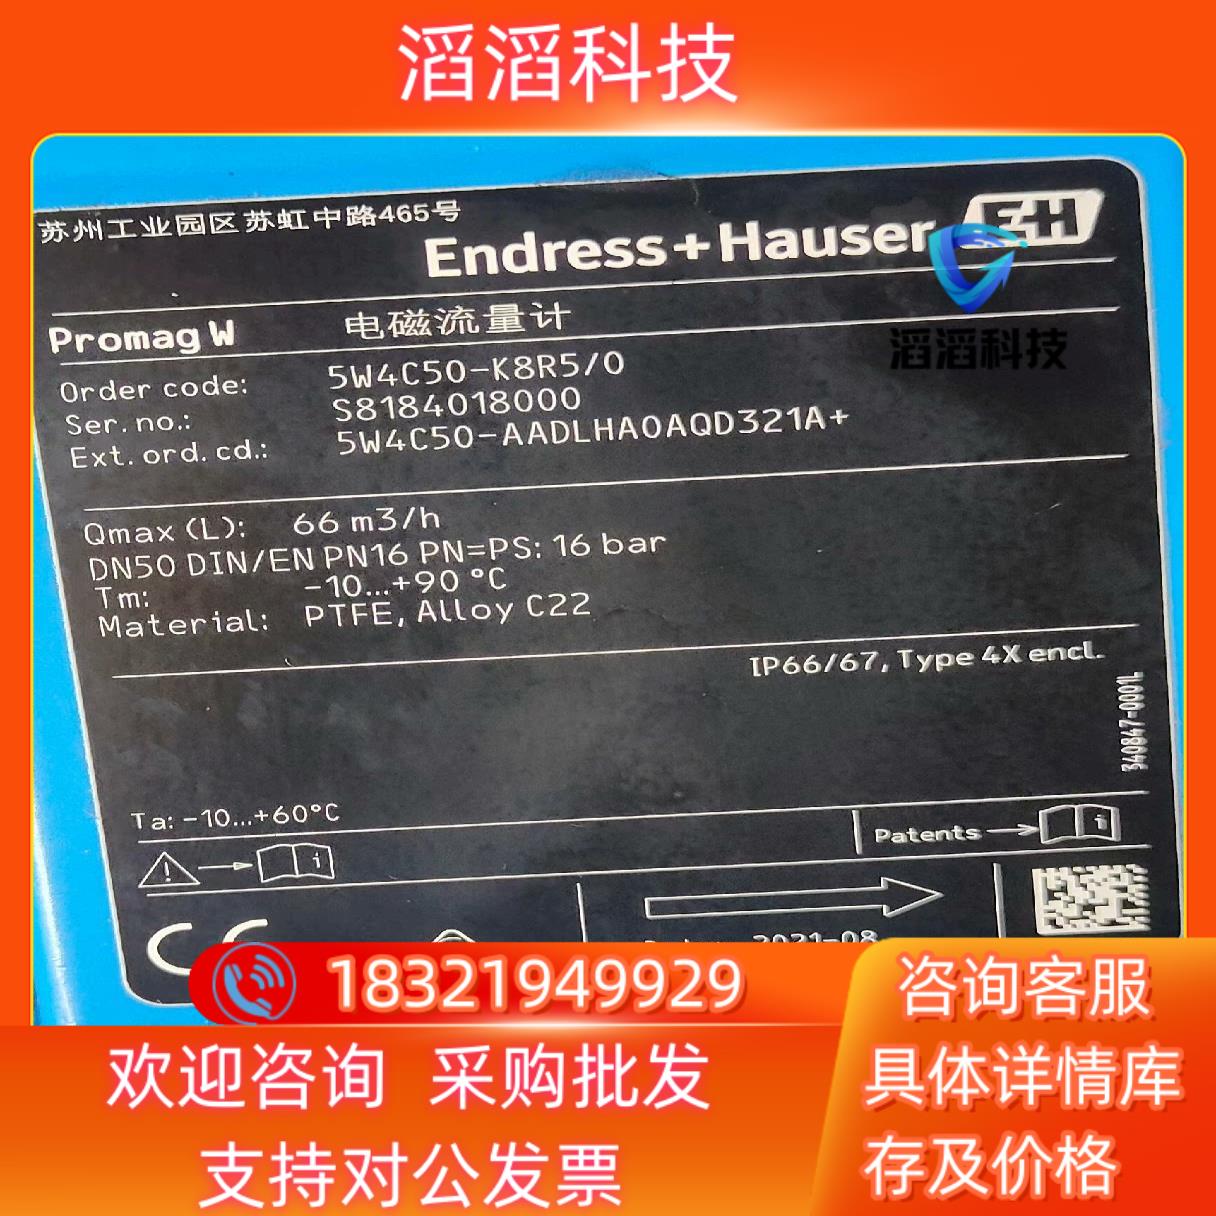 滔滔科技
苏州工业园区苏虹中路465号
Endress+Hauser
E+H
滔滔科技
Promag W 电磁流量计
Order code: 5W4C50-K8R5/0
Ser. no.: S8184018000
Ext. ord. cd.: 5W4C50-AADLHA0AQD321A+
Qmax (L): 66 m3/h
DN50 DIN/EN PN16 PN=PS: 16 bar
Tm: -10...+90 °C
Material: PTFE, Alloy C22
IP66/67, Type 4X encl.
340847-0001L
Ta: -10...+60°C
Patents
i
i
CE
2021-08
18321949929
欢迎咨询 采购批发
支持对公发票
咨询客服
具体详情库
存及价格